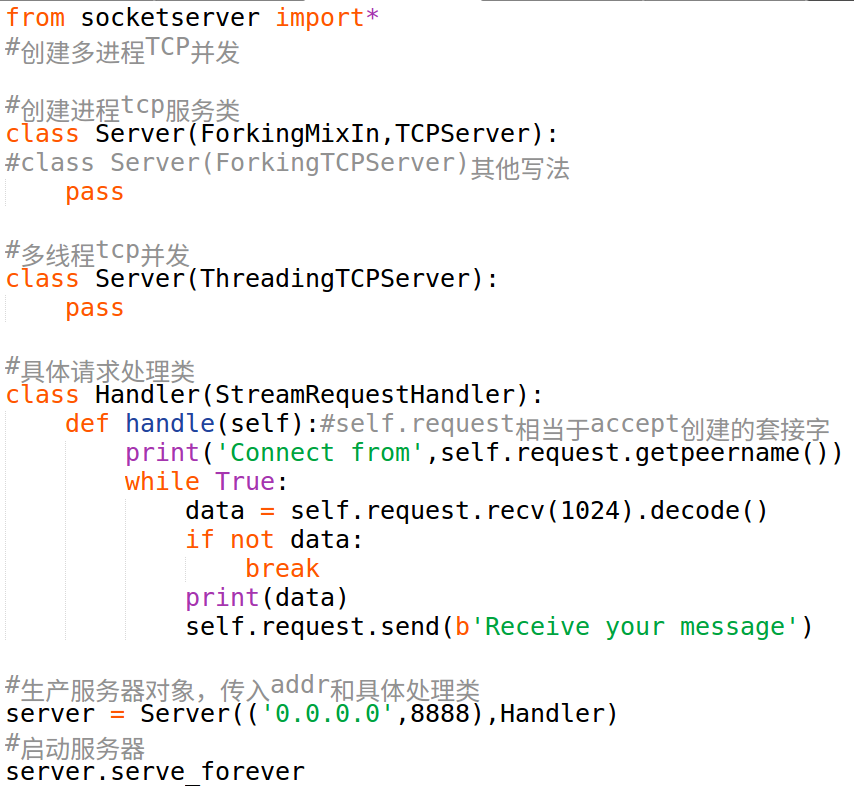 from socketserver import*
#创建多进程TCP并发
#创建进程tcp服务类
class Server(ForkingMixIn,TCPServer):
#class Server(ForkingTCPServer)其他写法
    pass
#多线程tcp并发
class Server(ThreadingTCPServer):
    pass
#具体请求处理类
class Handler(StreamRequestHandler):
    def handle(self):#self.request相当于accept创建的套接字
        print('Connect from',self.request.getpeername())
        while True:
            data = self.request.recv(1024).decode()
            if not data:
                break
            print(data)
            self.request.send(b'Receive your message')
#生产服务器对象，传入addr和具体处理类
server = Server(('0.0.0.0',8888),Handler)
#启动服务器
server.serve_forever